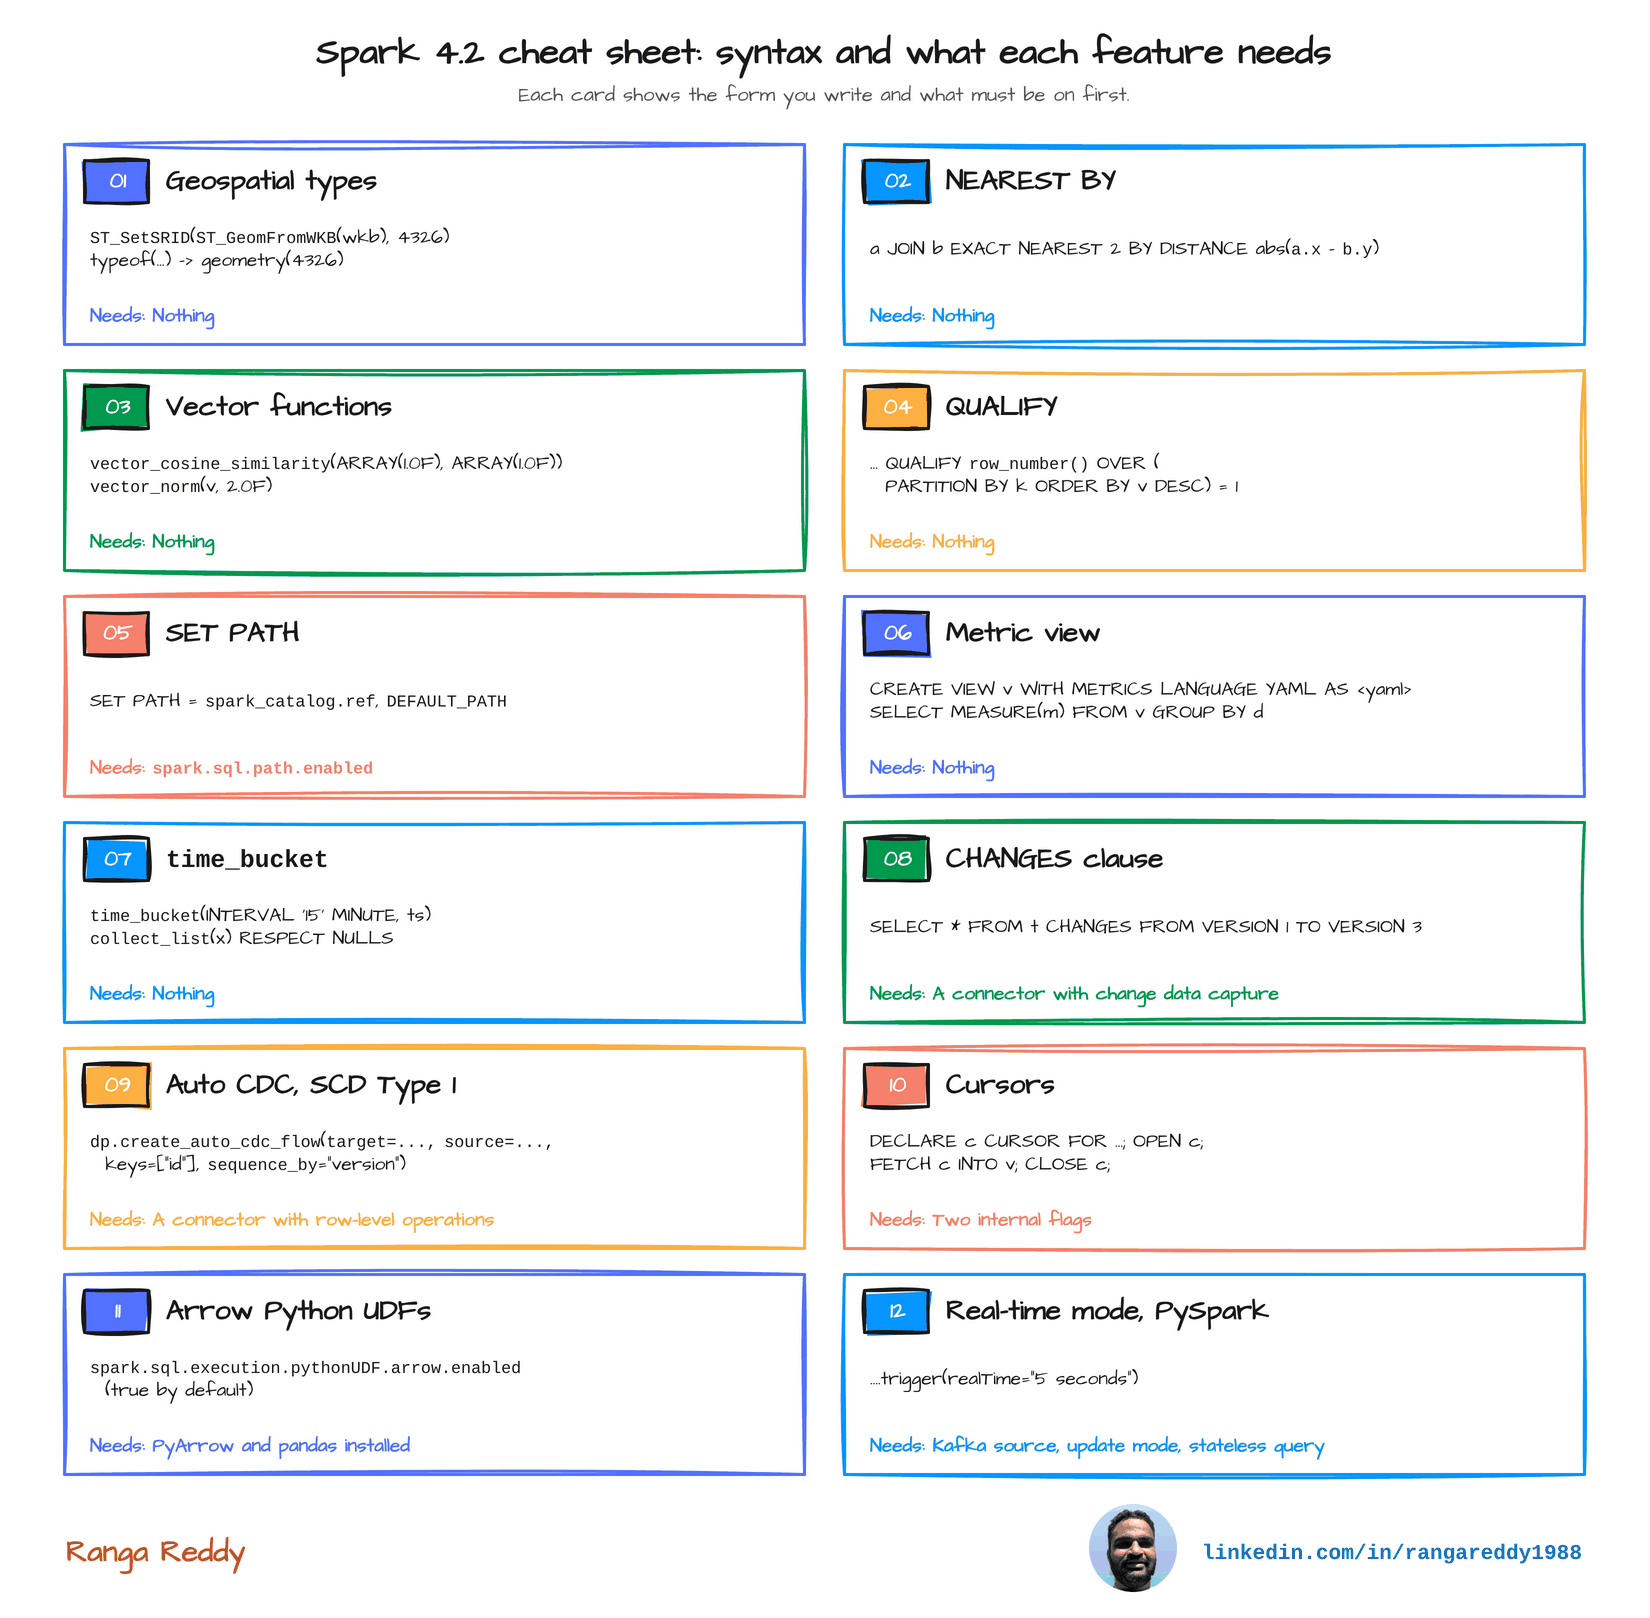 Spark 4.2 cheat sheet: syntax and what each feature needs
Each card shows the form you write and what must be on first.
01 Geospatial types
ST_SetSRID(ST_GeomFromWKB(wkb), 4326)
typeof(...) -> geometry(4326)
Needs: Nothing
02 NEAREST BY
a JOIN b EXACT NEAREST 2 BY DISTANCE abs(a.x - b.y)
Needs: Nothing
03 Vector functions
vector_cosine_similarity(ARRAY(1.0F), ARRAY(1.0F))
vector_norm(v, 2.0F)
Needs: Nothing
04 QUALIFY
... QUALIFY row_number() OVER (
PARTITION BY k ORDER BY v DESC) = 1
Needs: Nothing
05 SET PATH
SET PATH = spark_catalog.ref, DEFAULT_PATH
Needs: spark.sql.path.enabled
06 Metric view
CREATE VIEW v WITH METRICS LANGUAGE YAML AS <yaml>
SELECT MEASURE(m) FROM v GROUP BY d
Needs: Nothing
07 time_bucket
time_bucket(INTERVAL '15' MINUTE, ts)
collect_list(x) RESPECT NULLS
Needs: Nothing
08 CHANGES clause
SELECT * FROM t CHANGES FROM VERSION 1 TO VERSION 3
Needs: A connector with change data capture
09 Auto CDC, SCD Type 1
dp.create_auto_cdc_flow(target=..., source=...,
keys=["id"], sequence_by="version")
Needs: A connector with row-level operations
10 Cursors
DECLARE c CURSOR FOR ...; OPEN c;
FETCH c INTO v; CLOSE c;
Needs: Two internal flags
11 Arrow Python UDFs
spark.sql.execution.pythonUDF.arrow.enabled
(true by default)
Needs: PyArrow and pandas installed
12 Real-time mode, PySpark
....trigger(realTime="5 seconds")
Needs: Kafka source, update mode, stateless query
Ranga Reddy
linkedin.com/in/rangareddy1988